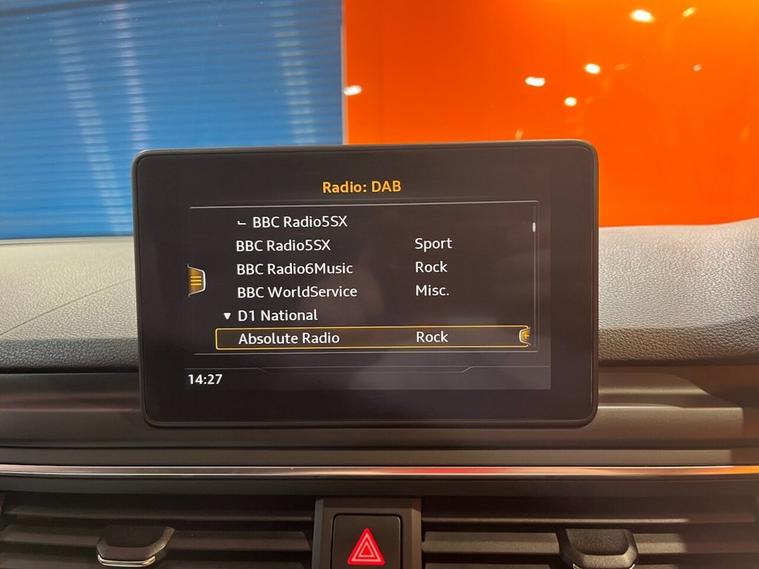 Radio: DAB
BBC Radio5SX
BBC Radio5SX Sport
BBC Radio6Music Rock
BBC WorldService Misc.
D1 National
Absolute Radio Rock
14:27